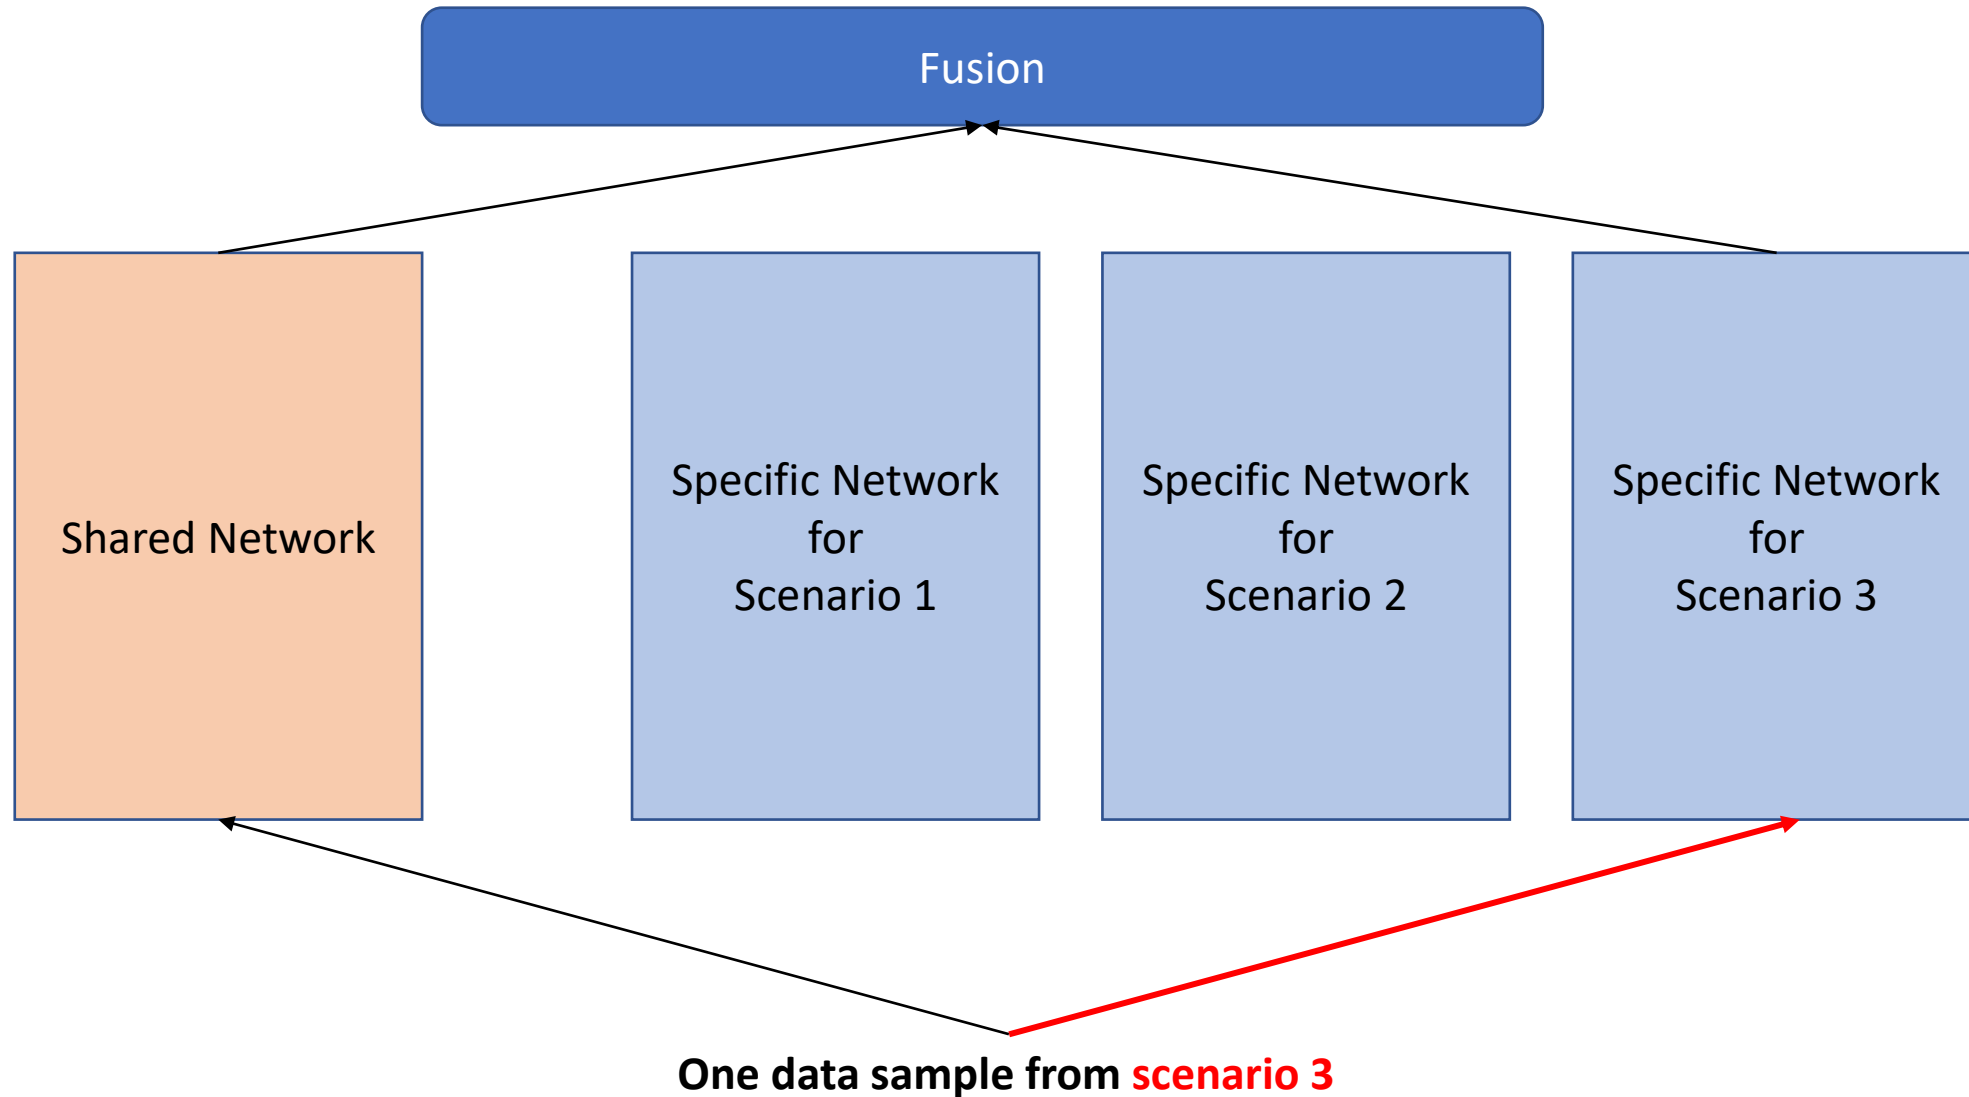 Fusion
Shared Network
Specific Network
for
Scenario 1
Specific Network
for
Scenario 2
Specific Network
for
Scenario 3
One data sample from scenario 3